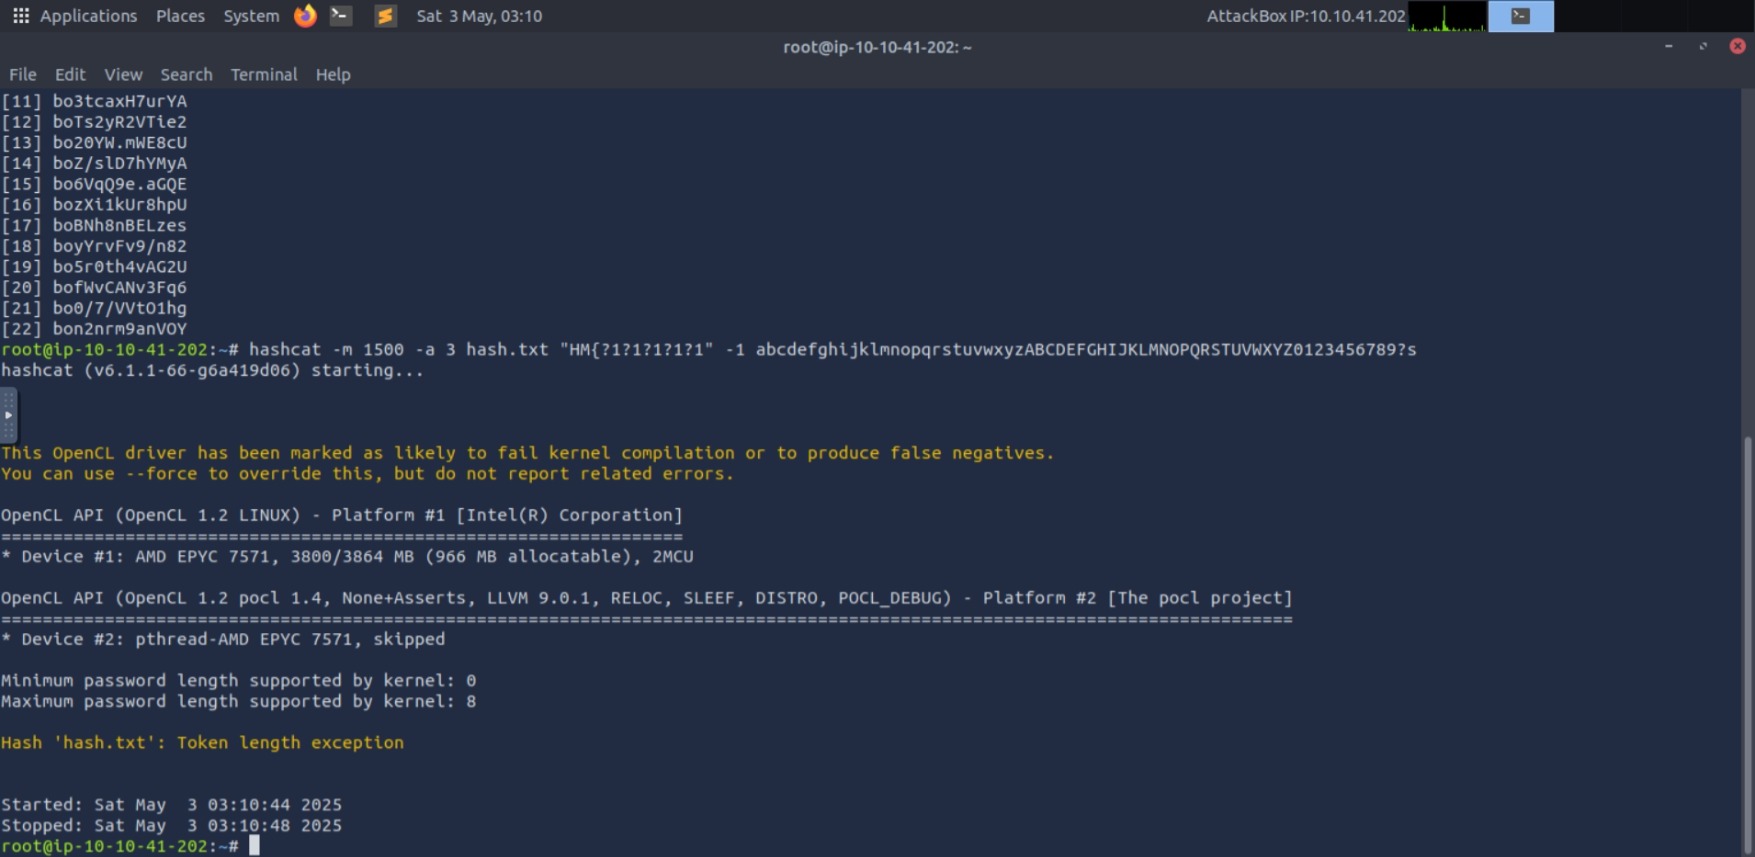 Applications Places System Sat 3 May, 03:10 AttackBox IP:10.10.41.202
root@ip-10-10-41-202: ~
File Edit View Search Terminal Help
[11] bo3tcaxH7urYA
[12] boTs2yR2VTie2
[13] bo20YW.mWE8cU
[14] boZ/slD7hYMyA
[15] bo6VqQ9e.aGQE
[16] bozXi1kUr8hpU
[17] boBNh8nBELzes
[18] boyYrvFv9/n82
[19] bo5r0th4vAG2U
[20] bofWvCANv3Fq6
[21] bo0/7/VVtO1hg
[22] bon2nrm9anVOY
root@ip-10-10-41-202:~# hashcat -m 1500 -a 3 hash.txt "HM{?1?1?1?1?1" -1 abcdefghijklmnopqrstuvwxyzABCDEFGHIJKLMNOPQRSTUVWXYZ0123456789?s
hashcat (v6.1.1-66-g6a419d06) starting...
This OpenCL driver has been marked as likely to fail kernel compilation or to produce false negatives.
You can use --force to override this, but do not report related errors.
OpenCL API (OpenCL 1.2 LINUX) - Platform #1 [Intel(R) Corporation]
==================================================================
* Device #1: AMD EPYC 7571, 3800/3864 MB (966 MB allocatable), 2MCU
OpenCL API (OpenCL 1.2 pocl 1.4, None+Asserts, LLVM 9.0.1, RELOC, SLEEF, DISTRO, POCL_DEBUG) - Platform #2 [The pocl project]
=============================================================================================================================
* Device #2: pthread-AMD EPYC 7571, skipped
Minimum password length supported by kernel: 0
Maximum password length supported by kernel: 8
Hash 'hash.txt': Token length exception
Started: Sat May  3 03:10:44 2025
Stopped: Sat May  3 03:10:48 2025
root@ip-10-10-41-202:~#